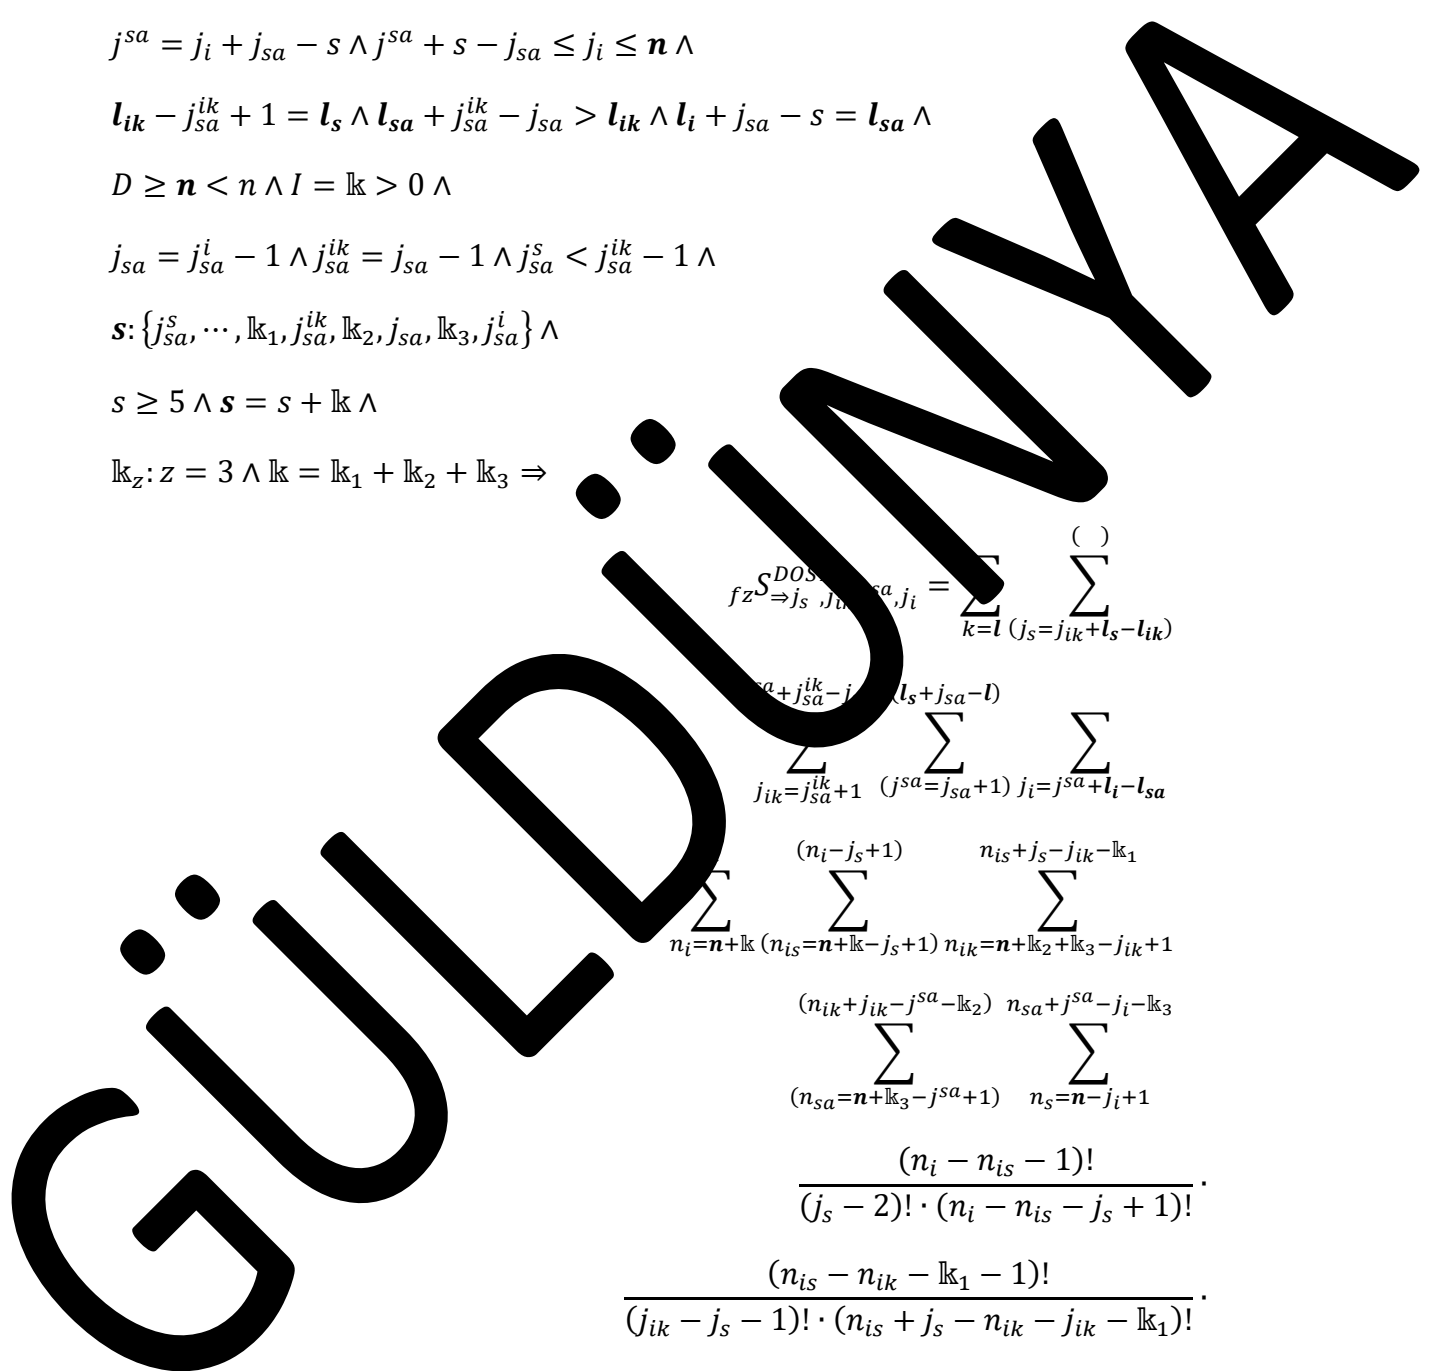 j^{sa} = j_i + j_{sa} − s ∧ j^{sa} + s − j_{sa} ≤ j_i ≤ 𝒏 ∧
𝒍_{𝒊𝒌} − j_{sa}^{ik} + 1 = 𝒍_𝒔 ∧ 𝒍_{𝒔𝒂} + j_{sa}^{ik} − j_{sa} > 𝒍_{𝒊𝒌} ∧ 𝒍_𝒊 + j_{sa} − s = 𝒍_{𝒔𝒂} ∧
D ≥ 𝒏 < n ∧ I = 𝕜 > 0 ∧
j_{sa} = j_{sa}^{i} − 1 ∧ j_{sa}^{ik} = j_{sa} − 1 ∧ j_{sa}^{s} < j_{sa}^{ik} − 1 ∧
𝒔: {j_{sa}^{s}, ⋯, 𝕜_1, j_{sa}^{ik}, 𝕜_2, j_{sa}, 𝕜_3, j_{sa}^{i}} ∧
s ≥ 5 ∧ 𝒔 = s + 𝕜 ∧
𝕜_z: z = 3 ∧ 𝕜 = 𝕜_1 + 𝕜_2 + 𝕜_3 ⇒
( )
_{fz}S_{⇒j_s, ,j_i} = ∑ ∑
k=𝒍 (j_s=j_{ik}+𝒍_𝒔−𝒍_{𝒊𝒌})
+j_{sa}^{ik}−j (𝒍_𝒔+j_{sa}−𝒍)
∑ ∑ ∑
j_{ik}=j_{sa}^{ik}+1 (j^{sa}=j_{sa}+1) j_i=j^{sa}+𝒍_𝒊−𝒍_{𝒔𝒂}
(n_i−j_s+1) n_{is}+j_s−j_{ik}−𝕜_1
∑ ∑ ∑
n_i=𝒏+𝕜 (n_{is}=𝒏+𝕜−j_s+1) n_{ik}=𝒏+𝕜_2+𝕜_3−j_{ik}+1
(n_{ik}+j_{ik}−j^{sa}−𝕜_2) n_{sa}+j^{sa}−j_i−𝕜_3
∑ ∑
(n_{sa}=𝒏+𝕜_3−j^{sa}+1) n_s=𝒏−j_i+1
(n_i − n_{is} − 1)!
(j_s − 2)! · (n_i − n_{is} − j_s + 1)! ·
(n_{is} − n_{ik} − 𝕜_1 − 1)!
(j_{ik} − j_s − 1)! · (n_{is} + j_s − n_{ik} − j_{ik} − 𝕜_1)! ·
GÜLDÜNYA